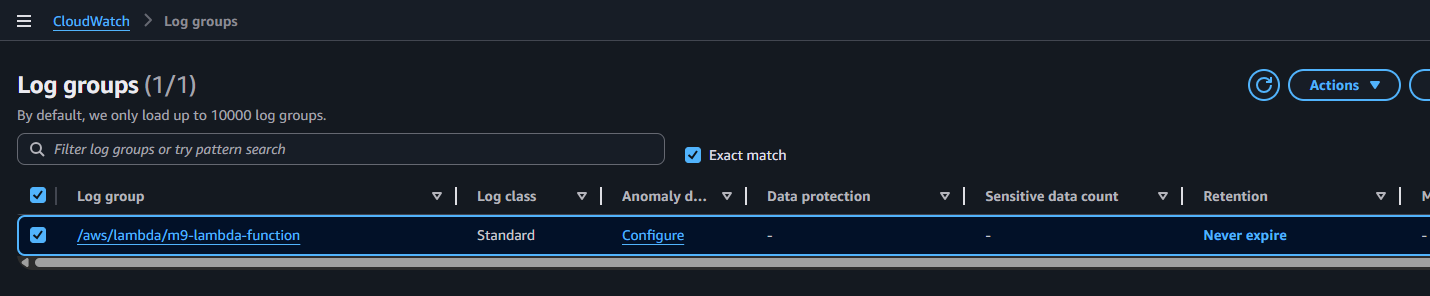 CloudWatch > Log groups
Log groups (1/1)
Actions
By default, we only load up to 10000 log groups.
Filter log groups or try pattern search
Exact match
Log group Log class Anomaly d... Data protection Sensitive data count Retention
/aws/lambda/m9-lambda-function Standard Configure - - Never expire -